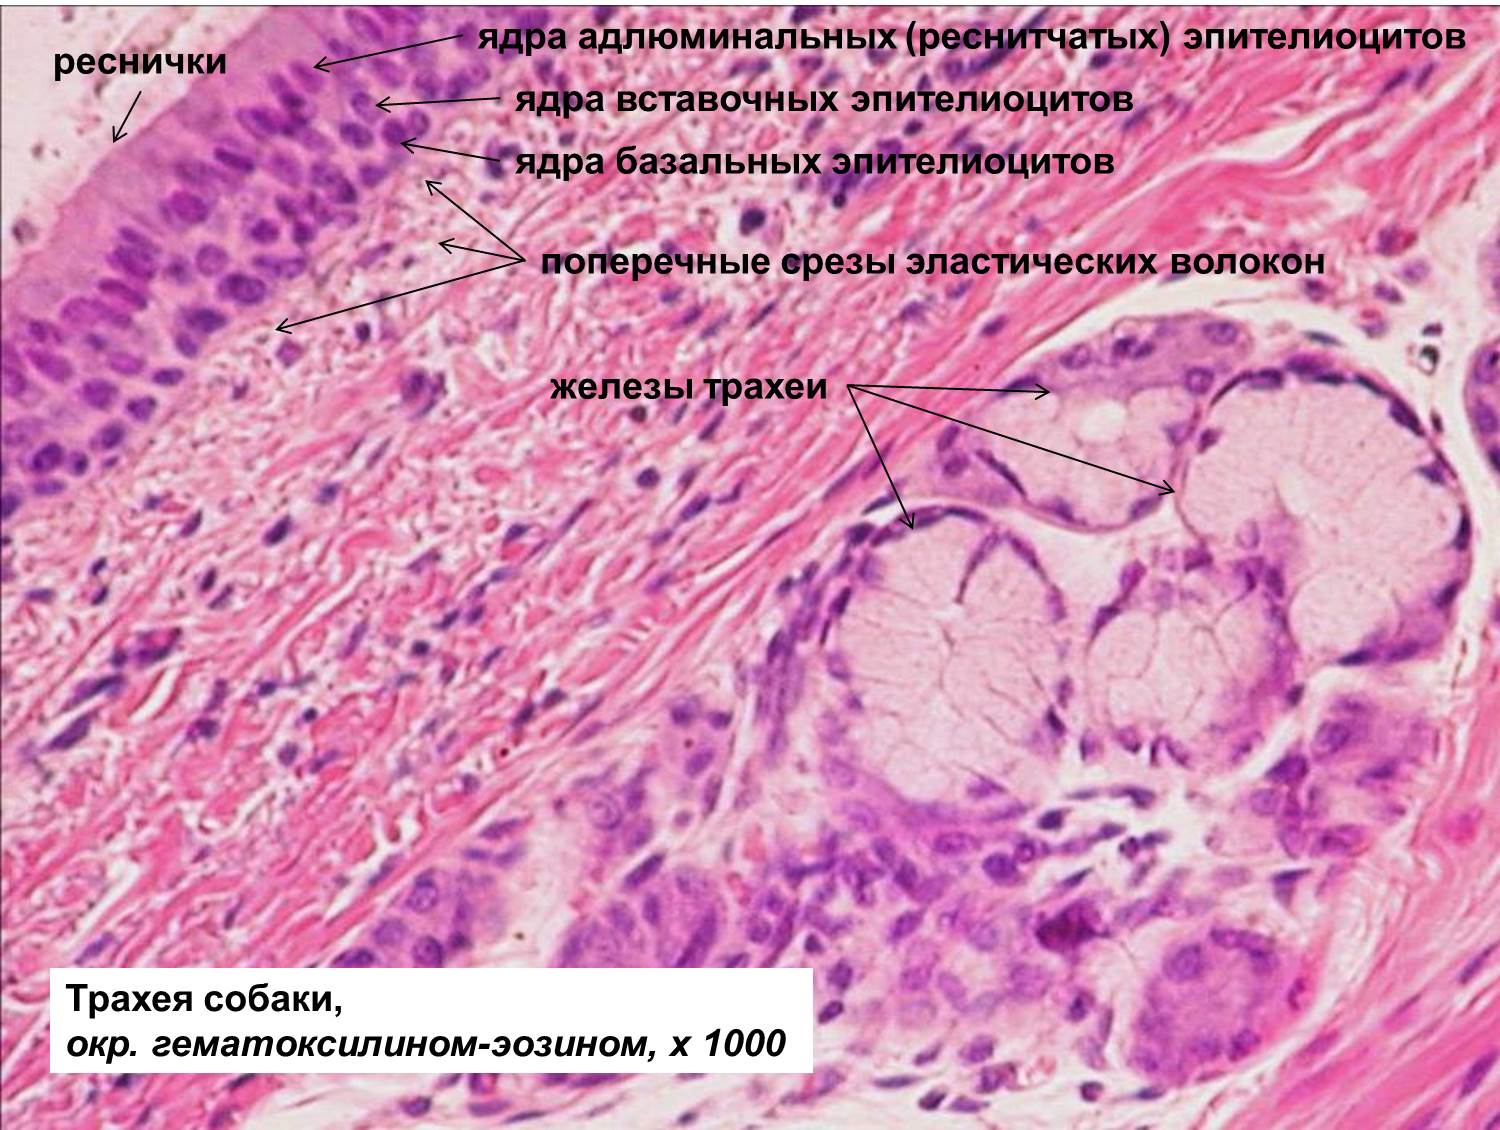 реснички
ядра адлюминальных (реснитчатых) эпителиоцитов
ядра вставочных эпителиоцитов
ядра базальных эпителиоцитов
поперечные срезы эластических волокон
железы трахеи
Трахея собаки,
окр. гематоксилином-эозином, х 1000